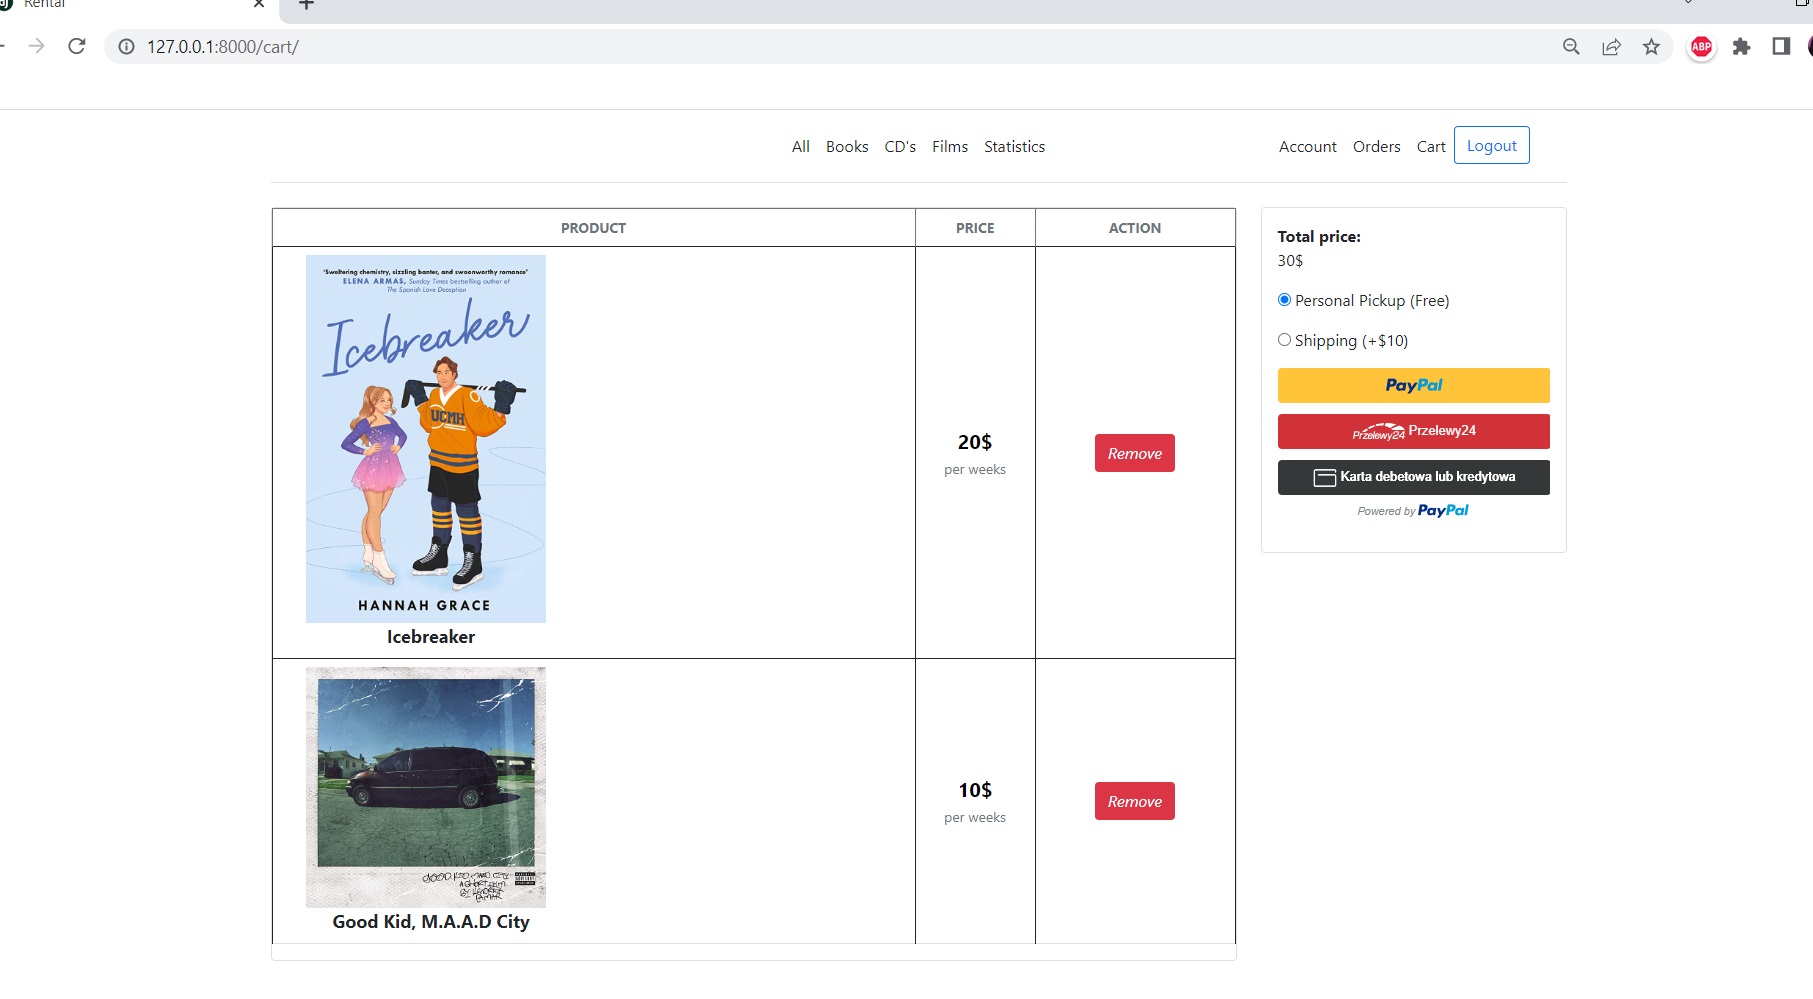 Rental
127.0.0.1:8000/cart/
ABP
All Books CD's Films Statistics
Account Orders Cart Logout
PRODUCT PRICE ACTION
'Sweltering chemistry, sizzling banter, and swoonworthy romance'
ELENA ARMAS, Sunday Times bestselling author of
The Spanish Love Deception
Icebreaker
UCMH
HANNAH GRACE
Icebreaker
20$
per weeks
Remove
GOOD KID, MAAD CITY
A SHORT FILM
BY KENDRICK
LAMAR
Good Kid, M.A.A.D City
10$
per weeks
Remove
Total price:
30$
Personal Pickup (Free)
Shipping (+$10)
PayPal
Przelewy24 Przelewy24
Karta debetowa lub kredytowa
Powered by PayPal